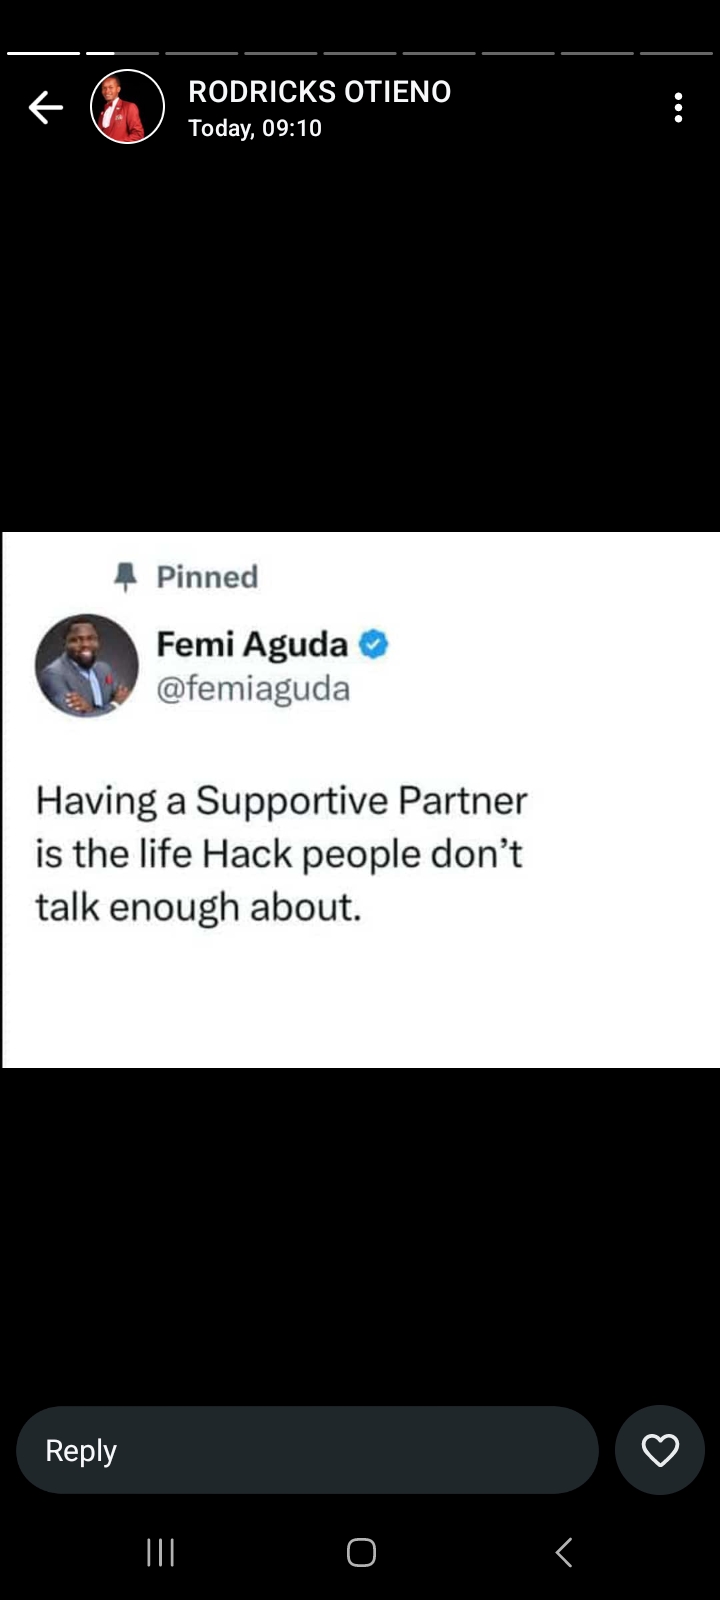 RODRICKS OTIENO
Today, 09:10
Pinned
Femi Aguda
@femiaguda
Having a Supportive Partner
is the life Hack people don’t
talk enough about.
Reply